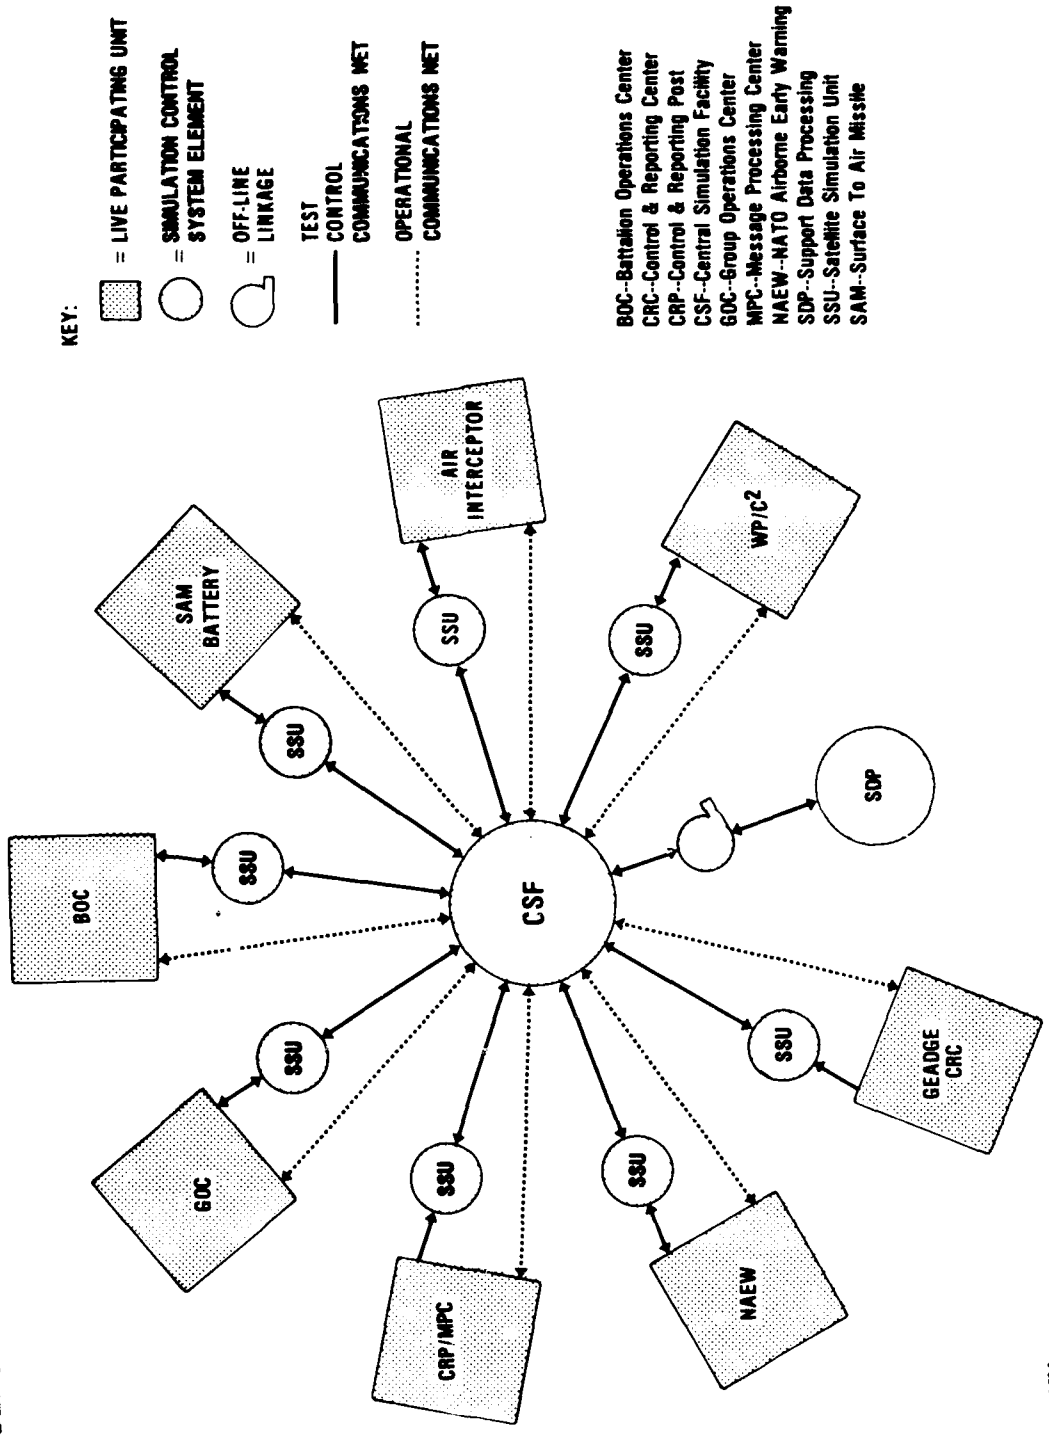 KEY:
= LIVE PARTICIPATING UNIT
= SIMULATION CONTROL
SYSTEM ELEMENT
= OFF-LINE
LINKAGE
TEST
CONTROL
COMMUNICATIONS NET
OPERATIONAL
COMMUNICATIONS NET
BOC--Battalion Operations Center
CRC--Control & Reporting Center
CRP--Control & Reporting Post
CSF--Central Simulation Facility
GOC--Group Operations Center
MPC--Message Processing Center
NAEW--NATO Airborne Early Warning
SDP--Support Data Processing
SSU--Satellite Simulation Unit
SAM--Surface To Air Missile
AIR
INTERCEPTOR
SAM
BATTERY
WP/C²
SSU
SSU
SSU
SDP
BOC
SSU
CSF
SSU
SSU
GOC
SSU
SSU
GEADGE
CRC
CRP/MPC
NAEW